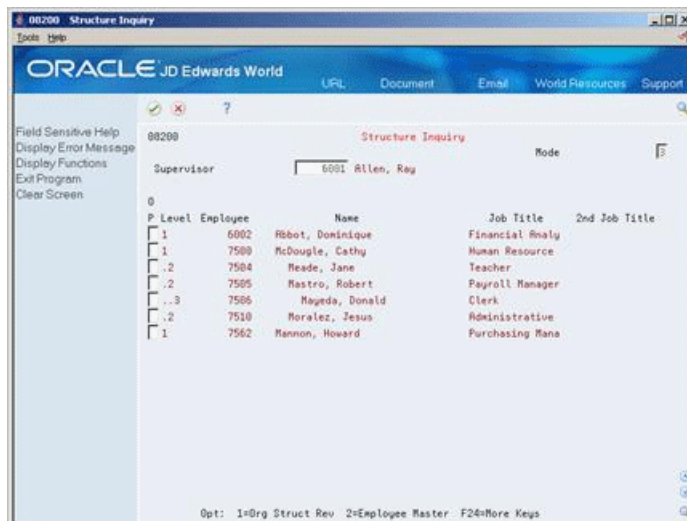 00200 Structure Inquiry
Tools Help
ORACLE JD Edwards World
URL Document Email World Resources Support
?
Field Sensitive Help
Display Error Message
Display Functions
Exit Program
Clear Screen
00200 Structure Inquiry
Mode 3
Supervisor 6001 Allen, Ray
O
P Level Employee Name Job Title 2nd Job Title
1 6002 Abbot, Dominique Financial Analy
1 7500 McDougle, Cathy Human Resource
.2 7504 Meade, Jane Teacher
.2 7505 Mastro, Robert Payroll Manager
..3 7506 Mayeda, Donald Clerk
.2 7510 Moralez, Jesus Administrative
1 7562 Mannon, Howard Purchasing Mana
Opt: 1=Org Struct Rev 2=Employee Master F24=More Keys